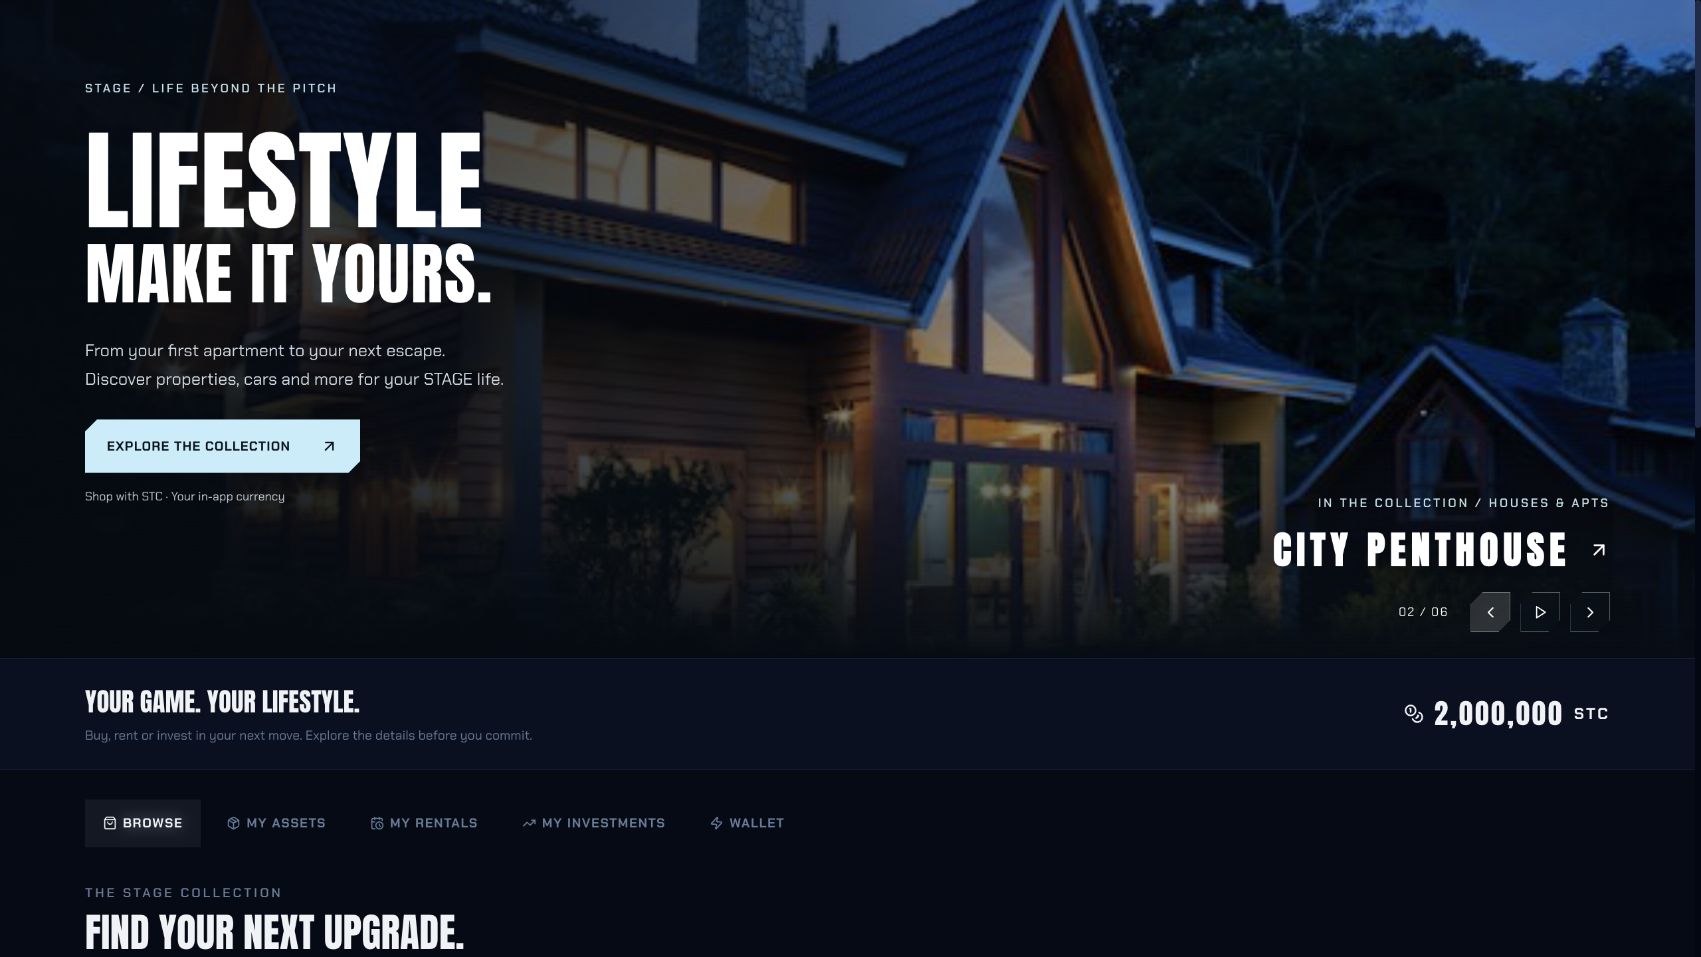 STAGE / LIFE BEYOND THE PITCH
LIFESTYLE
MAKE IT YOURS.
From your first apartment to your next escape.
Discover properties, cars and more for your STAGE life.
EXPLORE THE COLLECTION
Shop with STC · Your in-app currency
IN THE COLLECTION / HOUSES & APTS
CITY PENTHOUSE
02 / 06
YOUR GAME. YOUR LIFESTYLE.
Buy, rent or invest in your next move. Explore the details before you commit.
2,000,000 STC
BROWSE
MY ASSETS
MY RENTALS
MY INVESTMENTS
WALLET
THE STAGE COLLECTION
FIND YOUR NEXT UPGRADE.